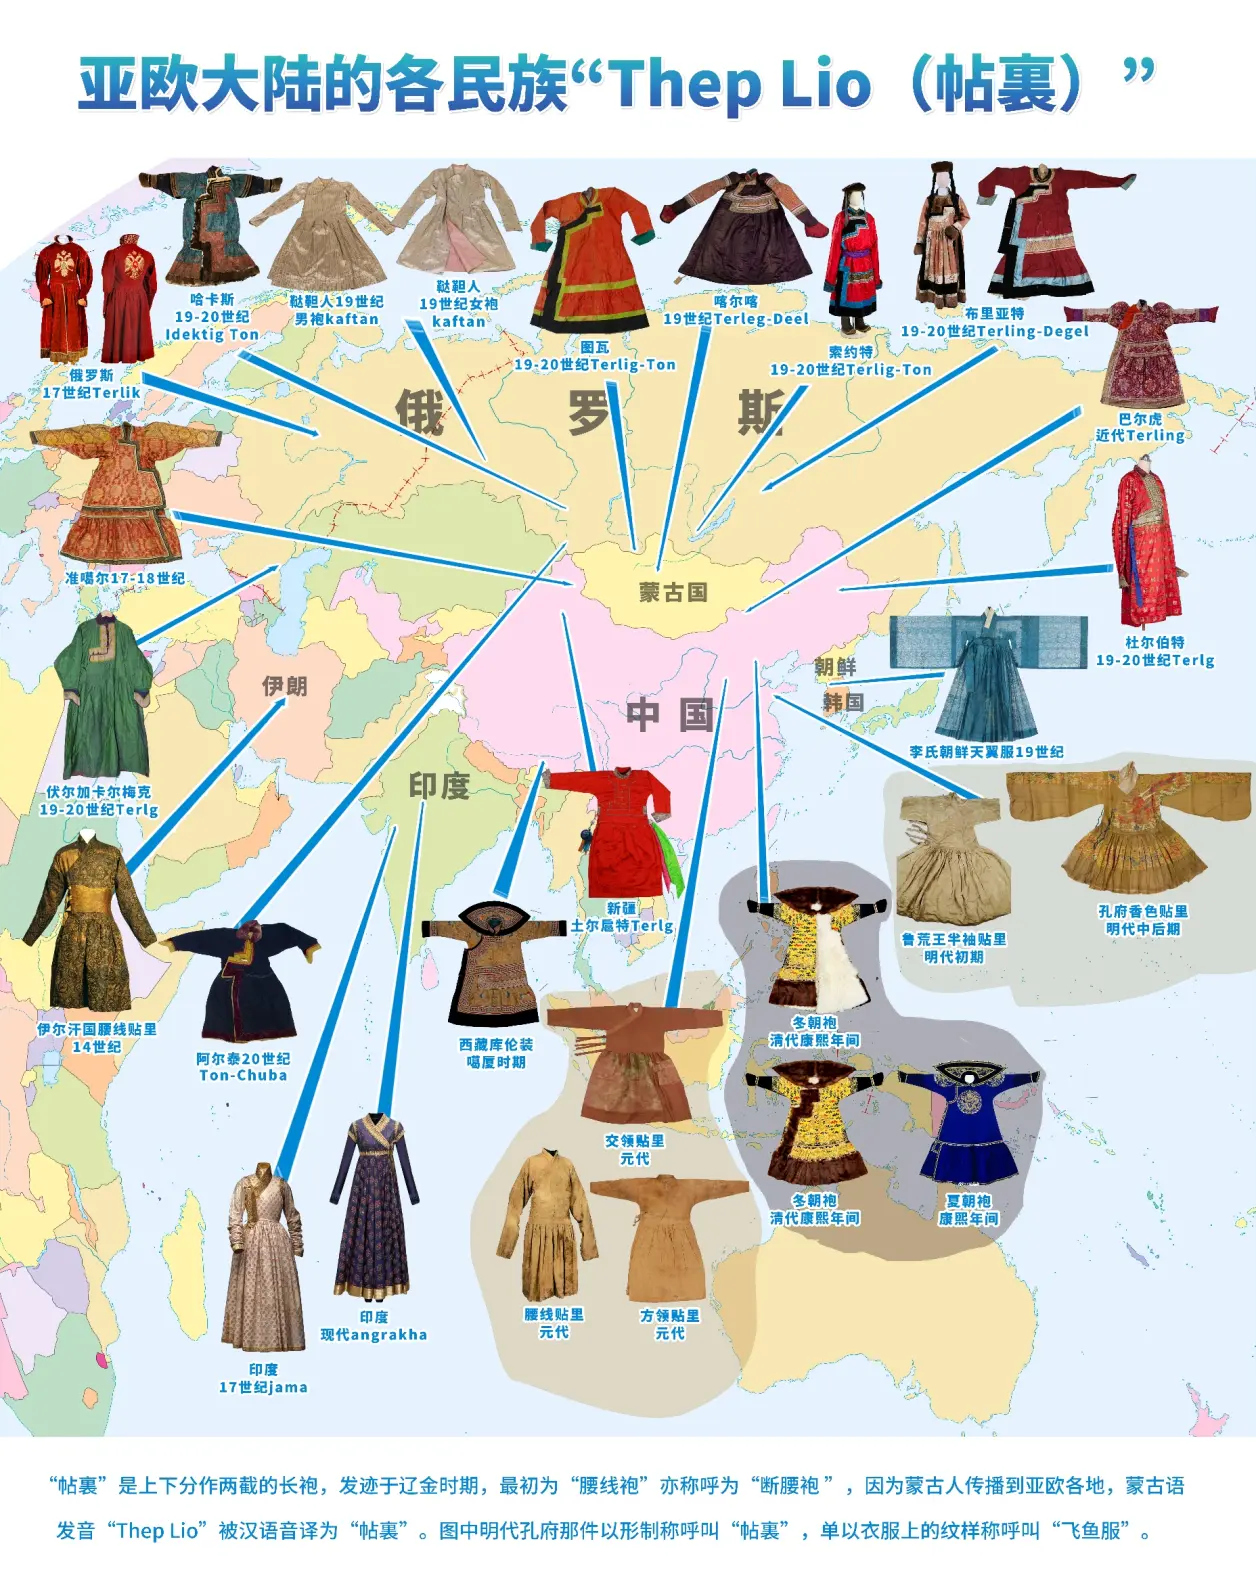 亚欧大陆的各民族“Thep Lio（帖裏）”
哈卡斯
19-20世纪
Idektig Ton
鞑靼人19世纪
男袍kaftan
鞑靼人
19世纪女袍
kaftan
图瓦
19-20世纪Terlig-Ton
喀尔喀
19世纪Terleg-Deel
索约特
19-20世纪Terlig-Ton
布里亚特
19-20世纪Terling-Degel
俄罗斯
17世纪Terlik
巴尔虎
近代Terling
俄 罗 斯
准噶尔17-18世纪
蒙古国
杜尔伯特
19-20世纪Terlg
伊朗
朝鲜
韩国
中国
李氏朝鲜天翼服19世纪
伏尔加卡尔梅克
19-20世纪Terlg
印度
新疆
土尔扈特Terlg
鲁荒王半袖贴里
明代初期
孔府香色贴里
明代中后期
伊尔汗国腰线贴里
14世纪
阿尔泰20世纪
Ton-Chuba
西藏库伦装
噶厦时期
冬朝袍
清代康熙年间
交领贴里
元代
冬朝袍
清代康熙年间
夏朝袍
康熙年间
腰线贴里
元代
方领贴里
元代
印度
现代angrakha
印度
17世纪jama
“帖裏”是上下分作两截的长袍，发迹于辽金时期，最初为“腰线袍”亦称呼为“断腰袍 ”，因为蒙古人传播到亚欧各地，蒙古语
发音“Thep Lio”被汉语音译为“帖裏”。图中明代孔府那件以形制称呼叫“帖裏”，单以衣服上的纹样称呼叫“飞鱼服”。